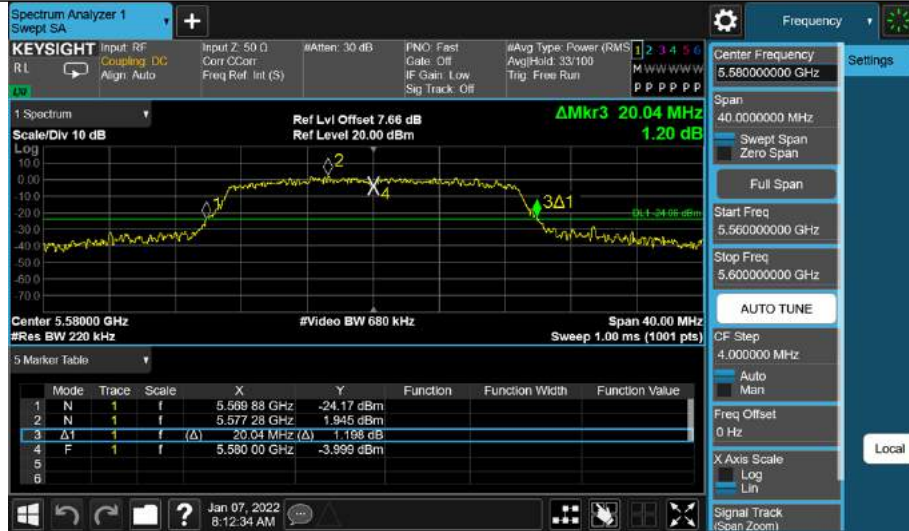 Spectrum Analyzer 1
Swept SA
+
Frequency
Settings
KEYSIGHT
RL
Input: RF
Coupling: DC
Align: Auto
Input Z: 50 Ω
Corr CCorr
Freq Ref: Int (S)
#Atten: 30 dB
PNO: Fast
Gate: Off
IF Gain: Low
Sig Track: Off
#Avg Type: Power (RMS
Avg|Hold: 33/100
Trig: Free Run
1 2 3 4 5 6
M W W W W W
P P P P P P
1 Spectrum
Scale/Div 10 dB
Ref Lvl Offset 7.66 dB
Ref Level 20.00 dBm
ΔMkr3 20.04 MHz
1.20 dB
Log
10.0
0.00
-10.0
-20.0
-30.0
-40.0
-50.0
-60.0
-70.0
1
2
4
3Δ1
DL1 -24.06 dBm
Center 5.58000 GHz
#Res BW 220 kHz
#Video BW 680 kHz
Span 40.00 MHz
Sweep 1.00 ms (1001 pts)
5 Marker Table
Mode Trace Scale X Y Function Function Width Function Value
1 N 1 f 5.569 88 GHz -24.17 dBm
2 N 1 f 5.577 28 GHz 1.945 dBm
3 Δ1 1 f (Δ) 20.04 MHz (Δ) 1.198 dB
4 F 1 f 5.580 00 GHz -3.999 dBm
5
6
Center Frequency
5.580000000 GHz
Span
40.0000000 MHz
Swept Span
Zero Span
Full Span
Start Freq
5.560000000 GHz
Stop Freq
5.600000000 GHz
AUTO TUNE
CF Step
4.000000 MHz
Auto
Man
Freq Offset
0 Hz
X Axis Scale
Log
Lin
Signal Track
(Span Zoom)
Local
?
Jan 07, 2022
8:12:34 AM